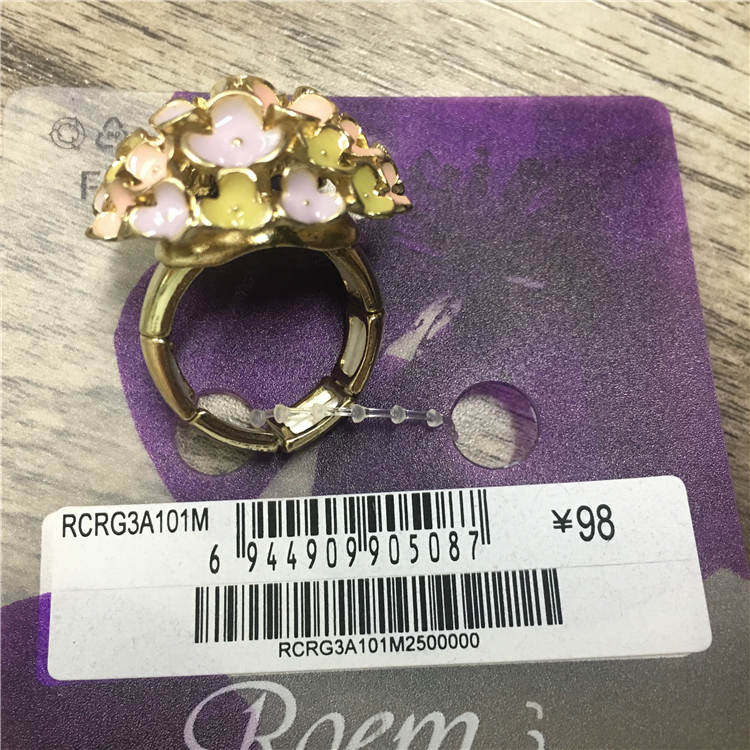 RCRG3A101M
¥98
6 944909 905087
RCRG3A101M2500000
Roem